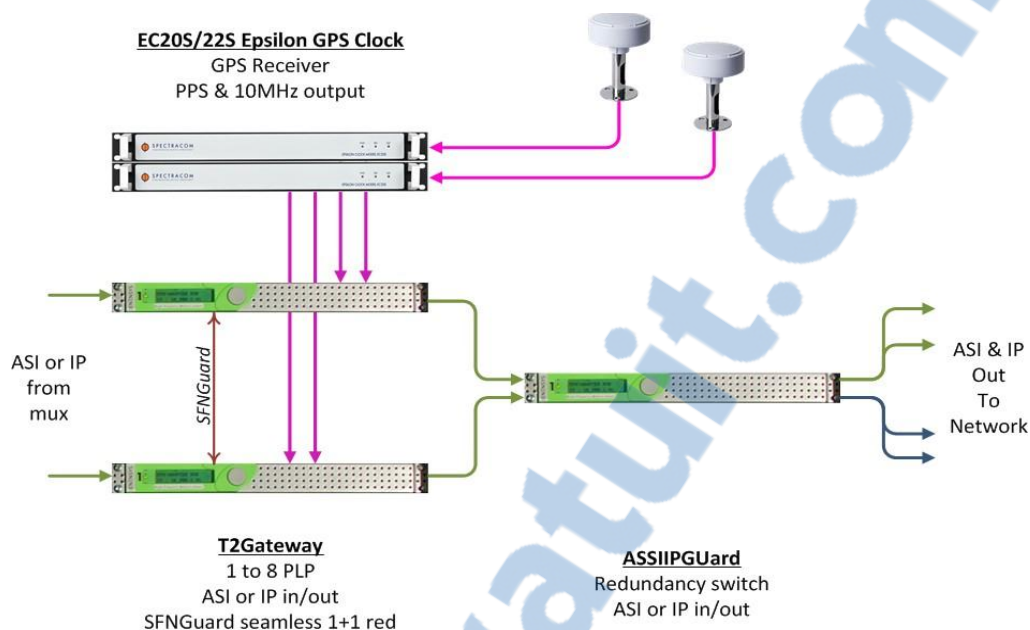 EC20S/22S Epsilon GPS Clock
GPS Receiver
PPS & 10MHz output
SPECTRACOM
SPECTRACOM
ASI or IP
from
mux
SFNGuard
ASI & IP
Out
To
Network
T2Gateway
1 to 8 PLP
ASI or IP in/out
SFNGuard seamless 1+1 red
ASSIIPGUard
Redundancy switch
ASI or IP in/out